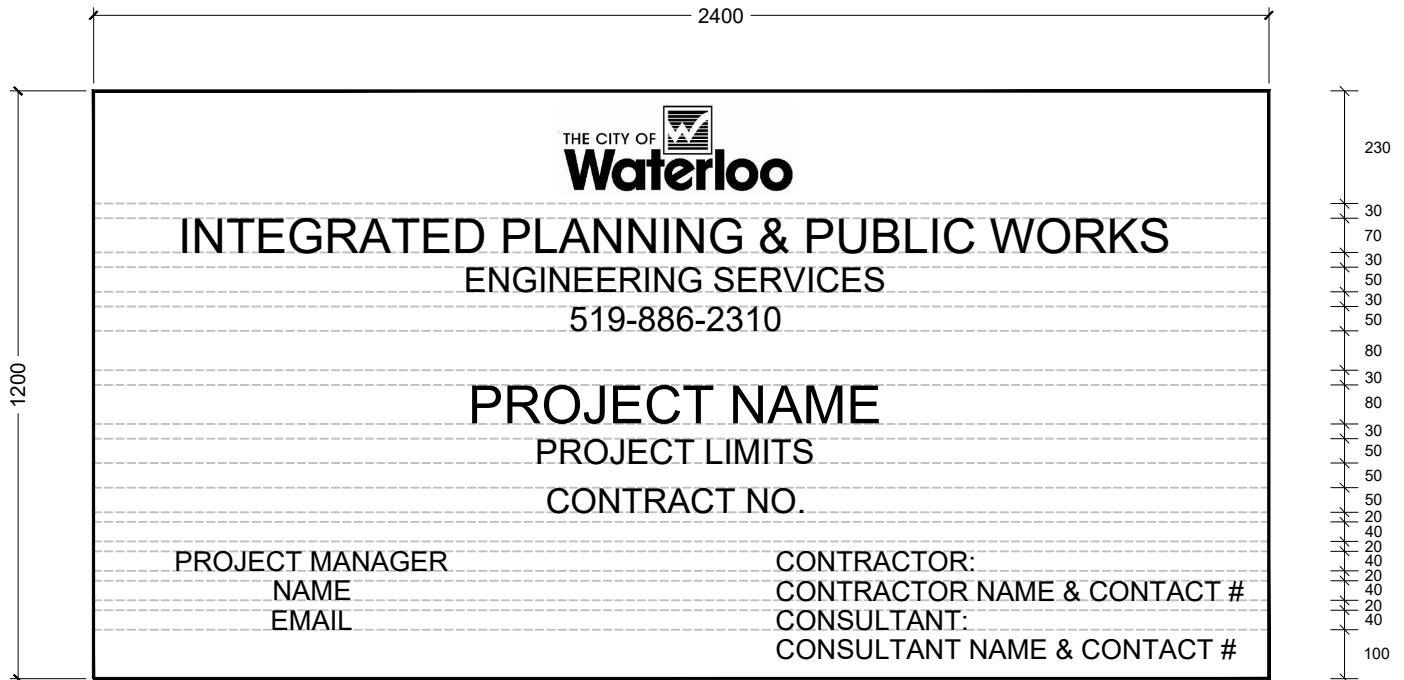 2400
THE CITY OF
Waterloo
230
30
INTEGRATED PLANNING & PUBLIC WORKS
70
30
ENGINEERING SERVICES
50
30
519-886-2310
50
80
1200
30
PROJECT NAME
80
30
PROJECT LIMITS
50
50
CONTRACT NO.
50
20
40
20
PROJECT MANAGER
NAME
EMAIL
CONTRACTOR:
CONTRACTOR NAME & CONTACT #
CONSULTANT:
CONSULTANT NAME & CONTACT #
40
20
40
20
40
100